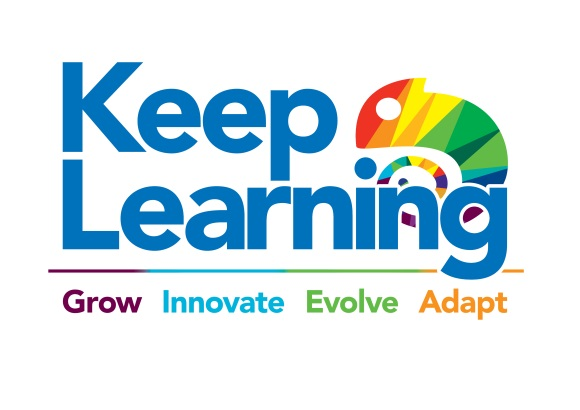 Keep
Learning
Grow Innovate Evolve Adapt